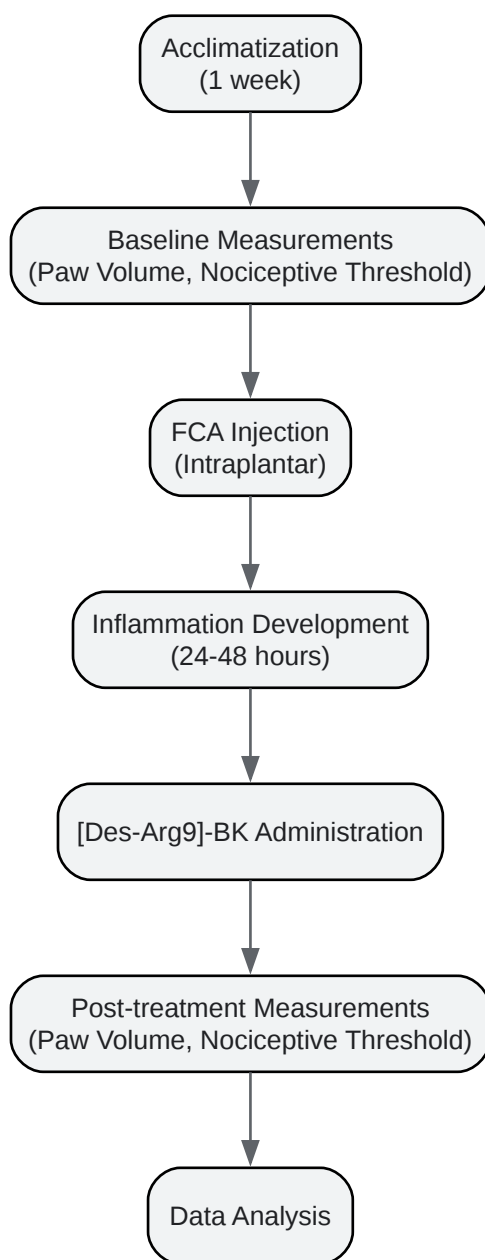 Acclimatization
(1 week)
Baseline Measurements
(Paw Volume, Nociceptive Threshold)
FCA Injection
(Intraplantar)
Inflammation Development
(24-48 hours)
[Des-Arg9]-BK Administration
Post-treatment Measurements
(Paw Volume, Nociceptive Threshold)
Data Analysis